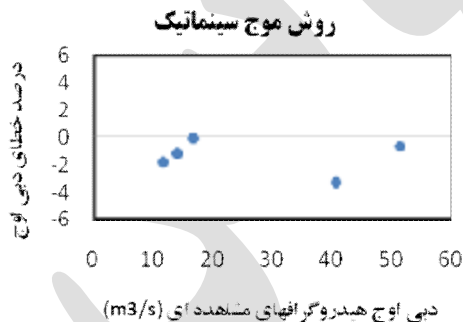 روش موج سینماتیک
درصد خطای دبی اوج
6
4
2
0
-2
-4
-6
0 10 20 30 40 50 60
دبی اوج هیدروگرافهای مشاهده ای (m3/s)